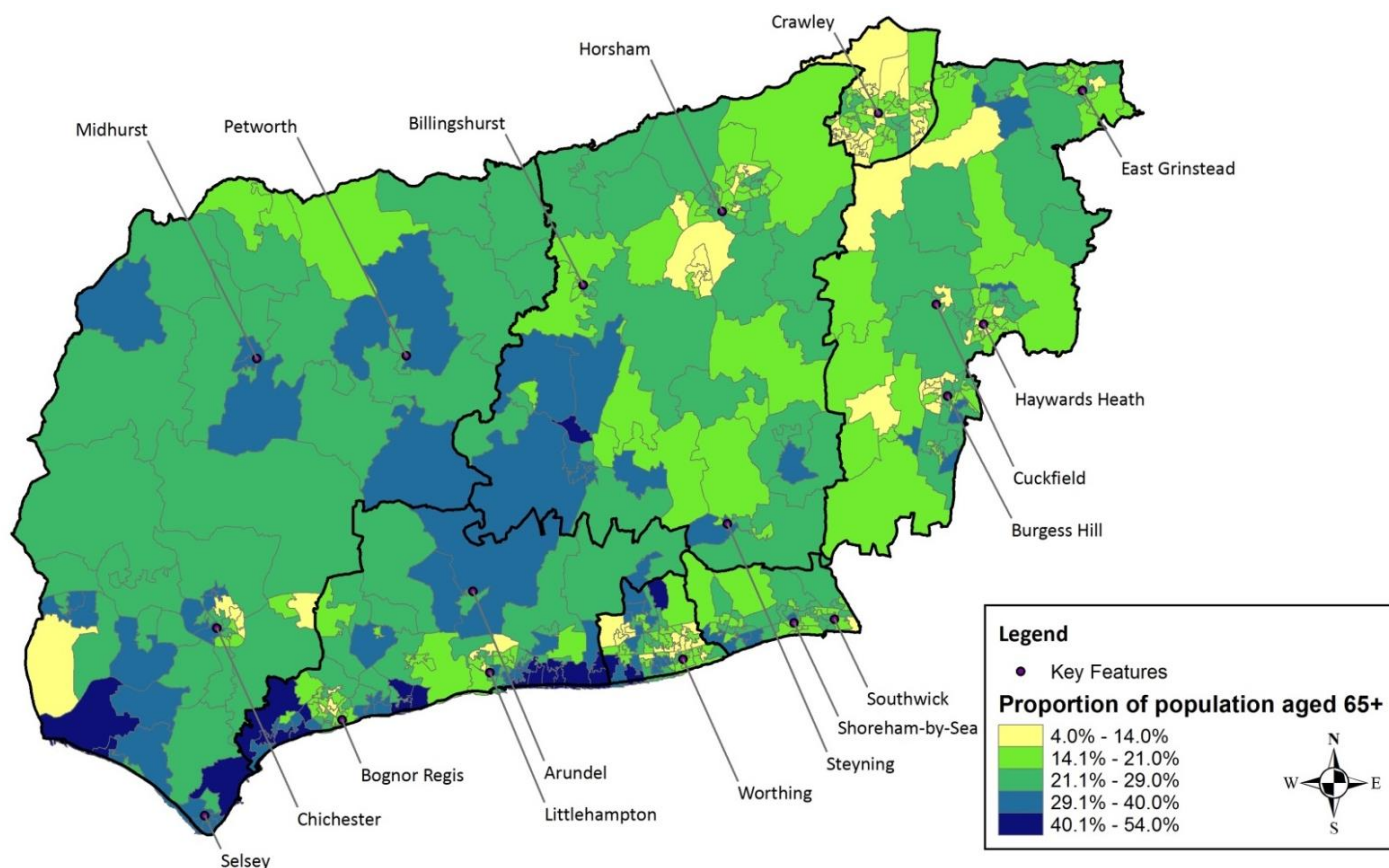 Crawley
Horsham
Billingshurst
Petworth
Midhurst
East Grinstead
Haywards Heath
Cuckfield
Burgess Hill
Southwick
Shoreham-by-Sea
Steyning
Worthing
Arundel
Littlehampton
Bognor Regis
Chichester
Selsey
Legend
Key Features
Proportion of population aged 65+
4.0% - 14.0%
14.1% - 21.0%
21.1% - 29.0%
29.1% - 40.0%
40.1% - 54.0%
N
W E
S